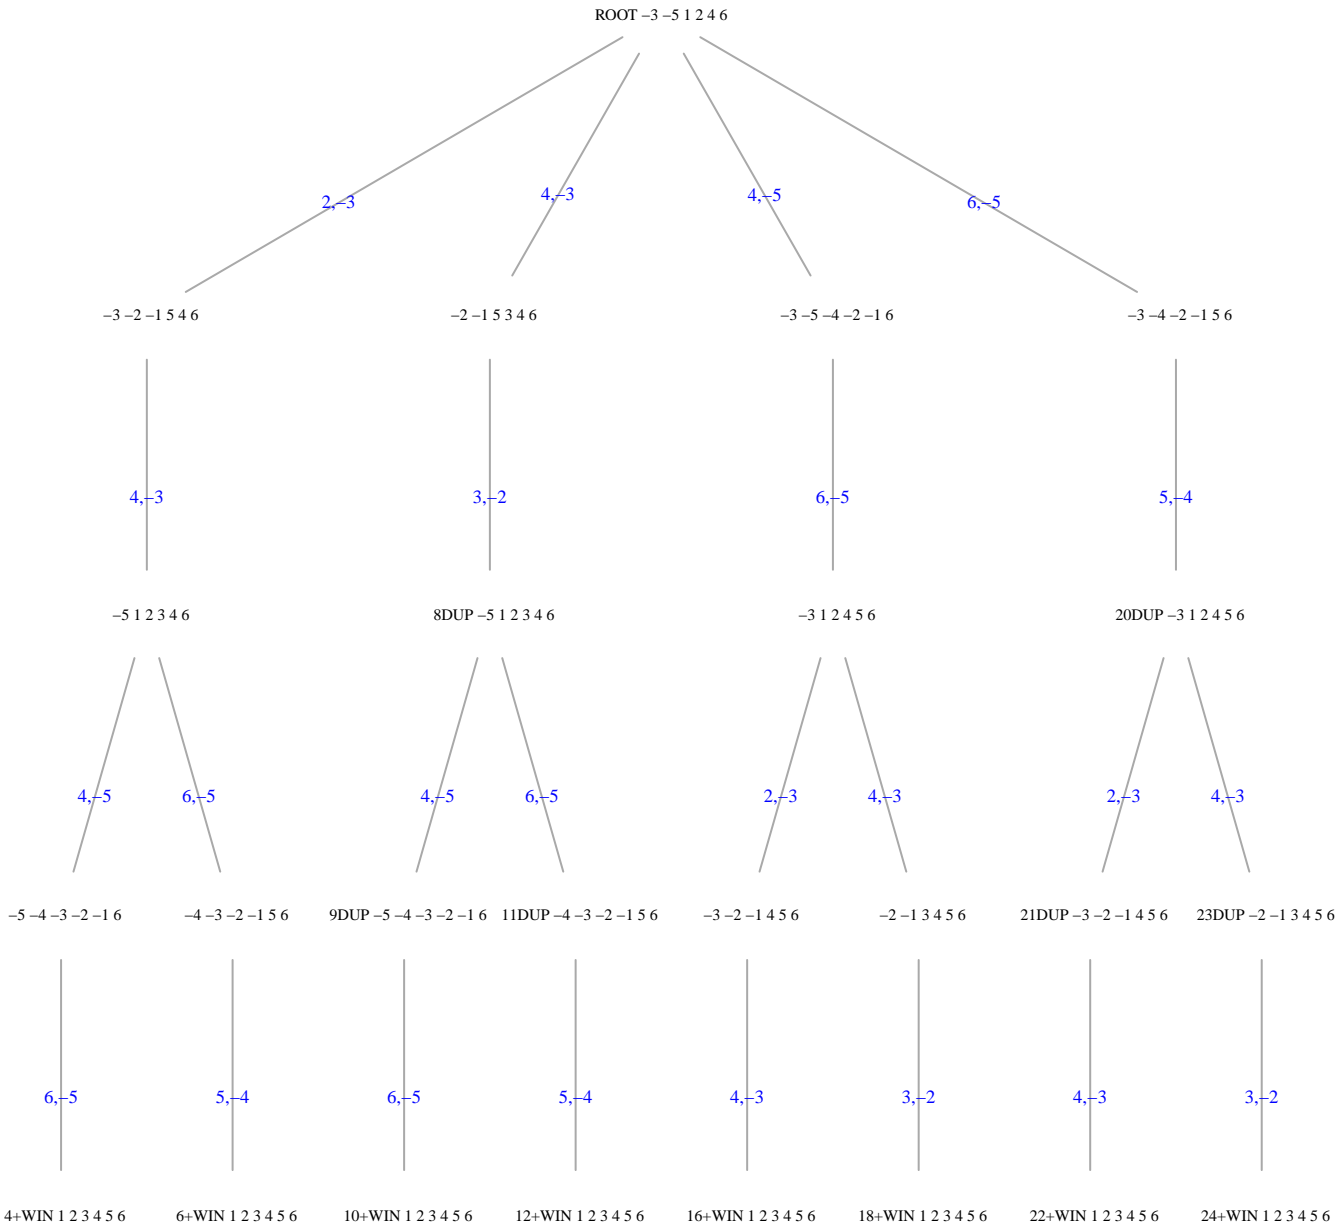 ROOT −3 −5 1 2 4 6
2,−3 4,−3 4,−5 6,−5
−3 −2 −1 5 4 6 −2 −1 5 3 4 6 −3 −5 −4 −2 −1 6 −3 −4 −2 −1 5 6
4,−3 3,−2 6,−5 5,−4
−5 1 2 3 4 6 8DUP −5 1 2 3 4 6 −3 1 2 4 5 6 20DUP −3 1 2 4 5 6
4,−5 6,−5 4,−5 6,−5 2,−3 4,−3 2,−3 4,−3
−5 −4 −3 −2 −1 6 −4 −3 −2 −1 5 6 9DUP −5 −4 −3 −2 −1 6 11DUP −4 −3 −2 −1 5 6 −3 −2 −1 4 5 6 −2 −1 3 4 5 6 21DUP −3 −2 −1 4 5 6 23DUP −2 −1 3 4 5 6
6,−5 5,−4 6,−5 5,−4 4,−3 3,−2 4,−3 3,−2
4+WIN 1 2 3 4 5 6 6+WIN 1 2 3 4 5 6 10+WIN 1 2 3 4 5 6 12+WIN 1 2 3 4 5 6 16+WIN 1 2 3 4 5 6 18+WIN 1 2 3 4 5 6 22+WIN 1 2 3 4 5 6 24+WIN 1 2 3 4 5 6